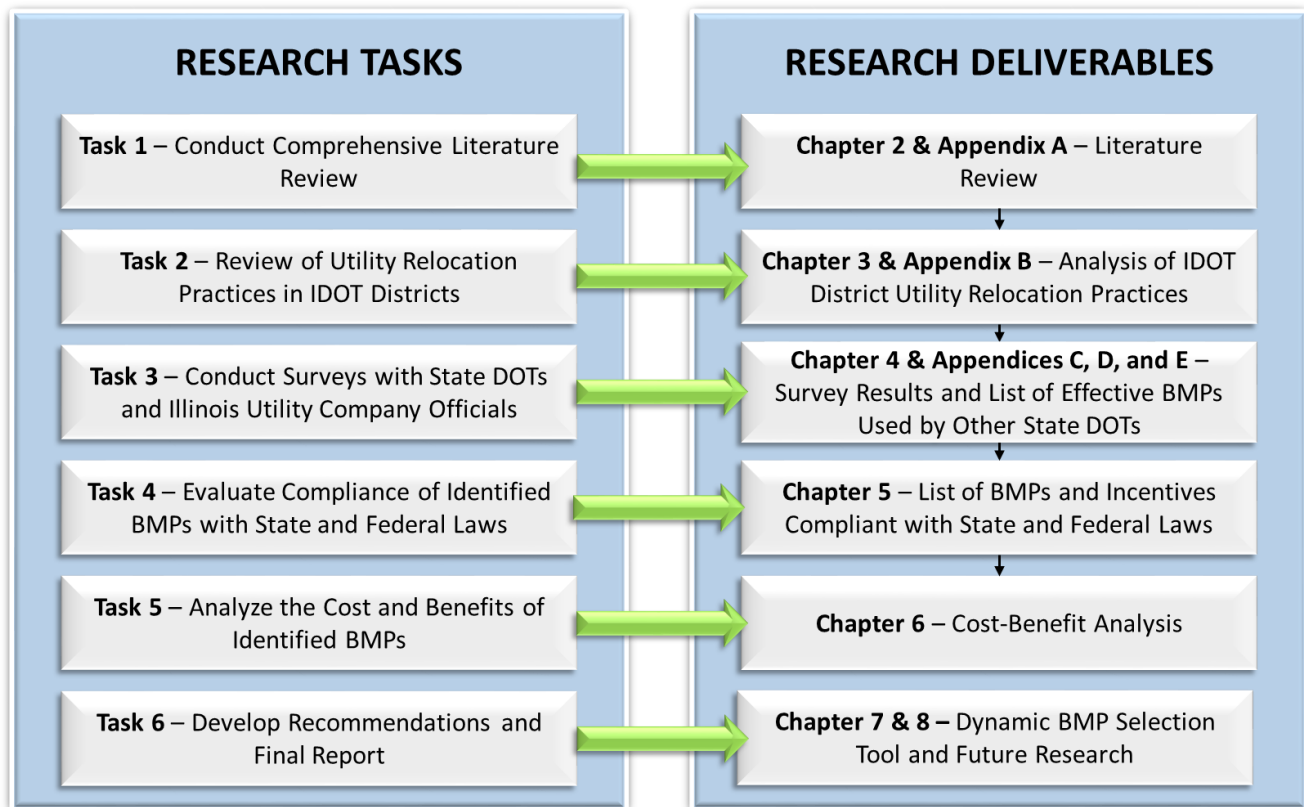 RESEARCH TASKS
Task 1 – Conduct Comprehensive Literature
Review
Task 2 – Review of Utility Relocation
Practices in IDOT Districts
Task 3 – Conduct Surveys with State DOTs
and Illinois Utility Company Officials
Task 4 – Evaluate Compliance of Identified
BMPs with State and Federal Laws
Task 5 – Analyze the Cost and Benefits of
Identified BMPs
Task 6 – Develop Recommendations and
Final Report
RESEARCH DELIVERABLES
Chapter 2 & Appendix A – Literature
Review
Chapter 3 & Appendix B – Analysis of IDOT
District Utility Relocation Practices
Chapter 4 & Appendices C, D, and E –
Survey Results and List of Effective BMPs
Used by Other State DOTs
Chapter 5 – List of BMPs and Incentives
Compliant with State and Federal Laws
Chapter 6 – Cost-Benefit Analysis
Chapter 7 & 8 – Dynamic BMP Selection
Tool and Future Research